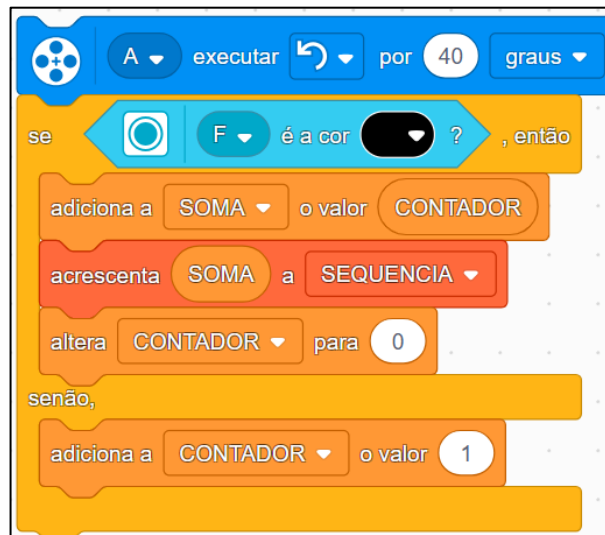 A executar por 40 graus
se F é a cor ? , então
adiciona a SOMA o valor CONTADOR
acrescenta SOMA a SEQUENCIA
altera CONTADOR para 0
senão,
adiciona a CONTADOR o valor 1